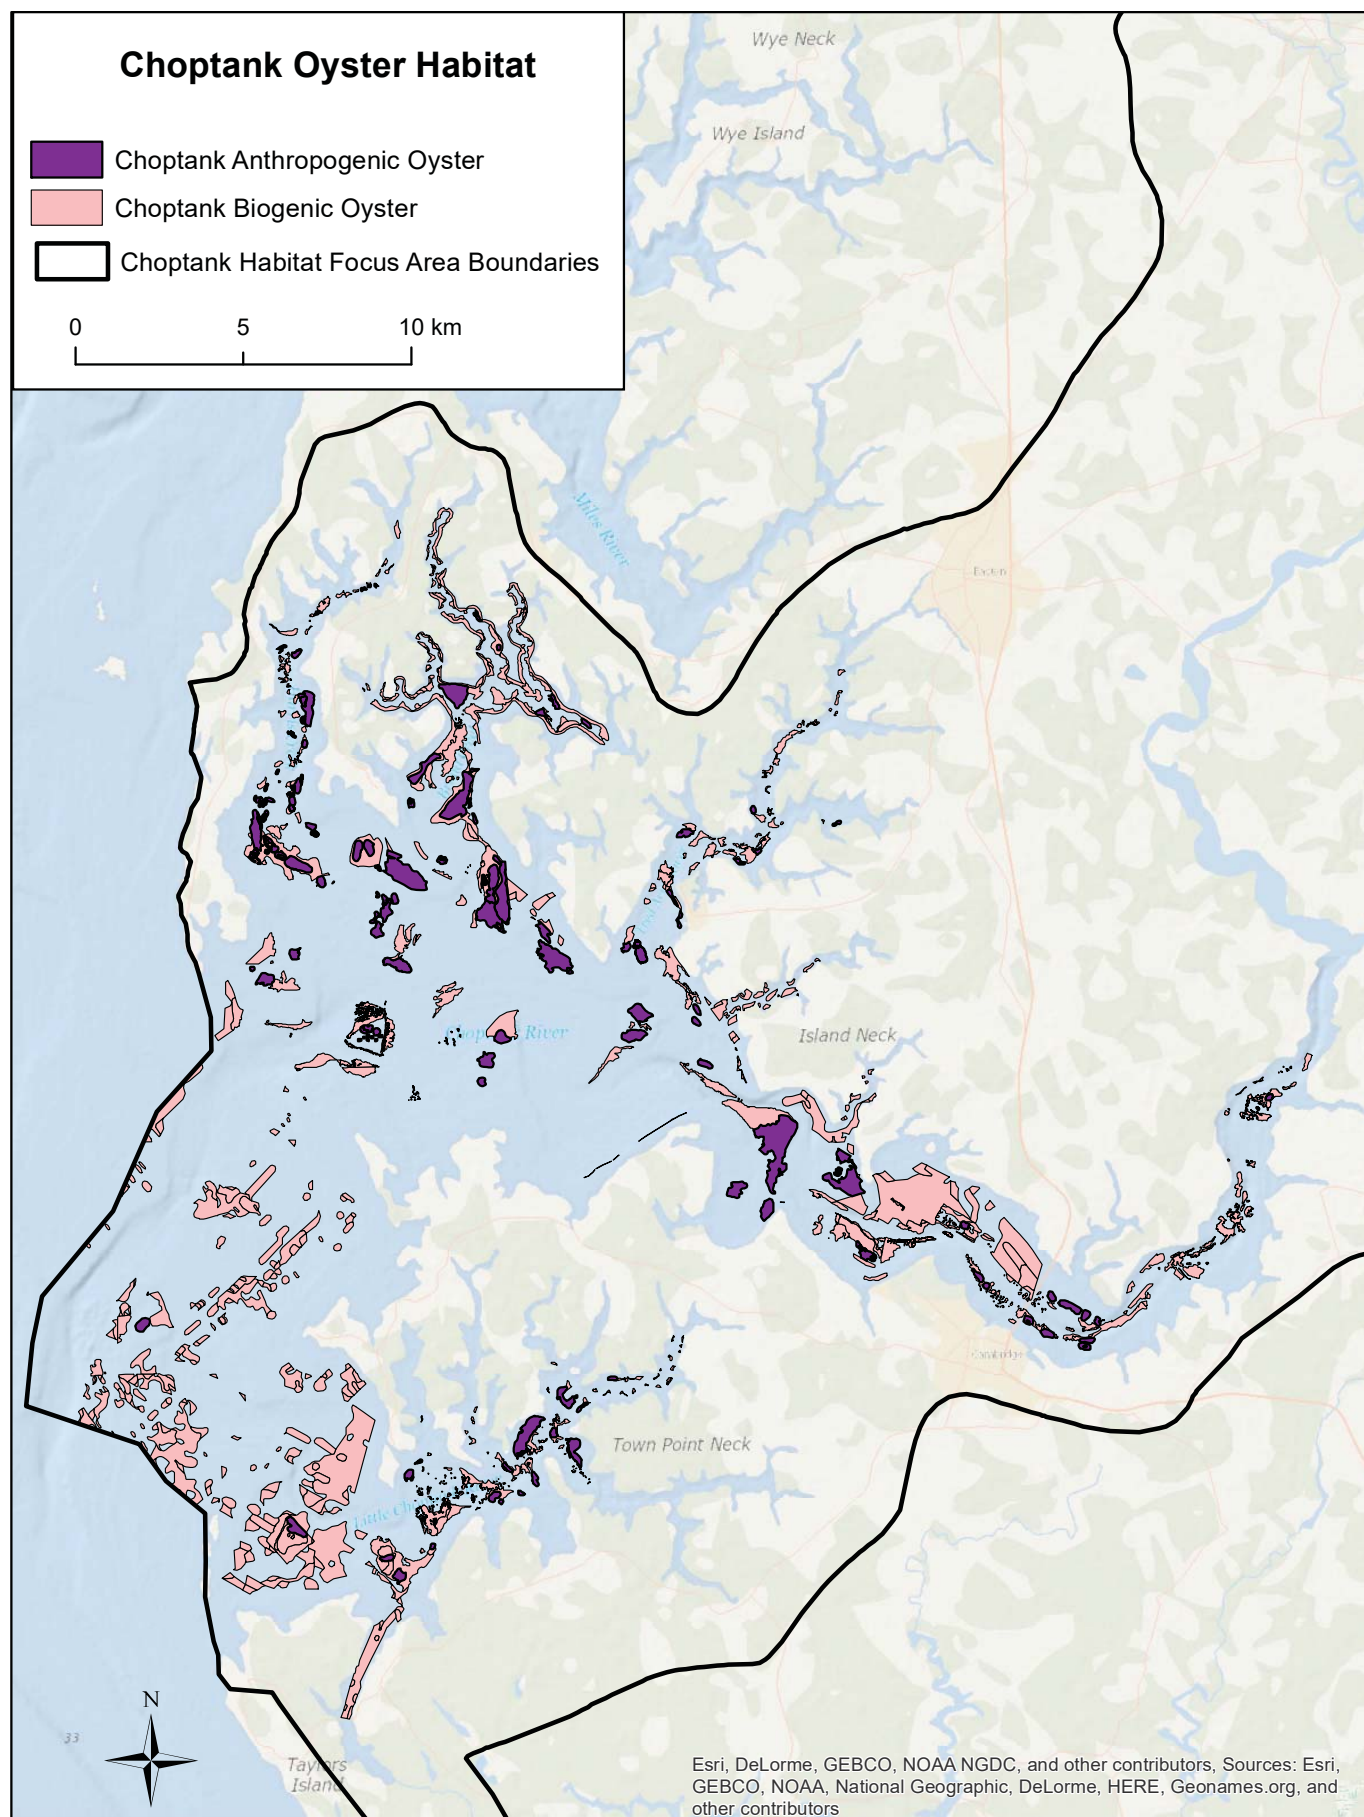 Choptank Oyster Habitat
Choptank Anthropogenic Oyster
Choptank Biogenic Oyster
Choptank Habitat Focus Area Boundaries
0 5 10 km
Wye Neck
Wye Island
Miles River
Easton
Choptank River
Island Neck
Cambridge
Town Point Neck
Little
N
33
Taylors
Island
Esri, DeLorme, GEBCO, NOAA NGDC, and other contributors, Sources: Esri,
GEBCO, NOAA, National Geographic, DeLorme, HERE, Geonames.org, and
other contributors